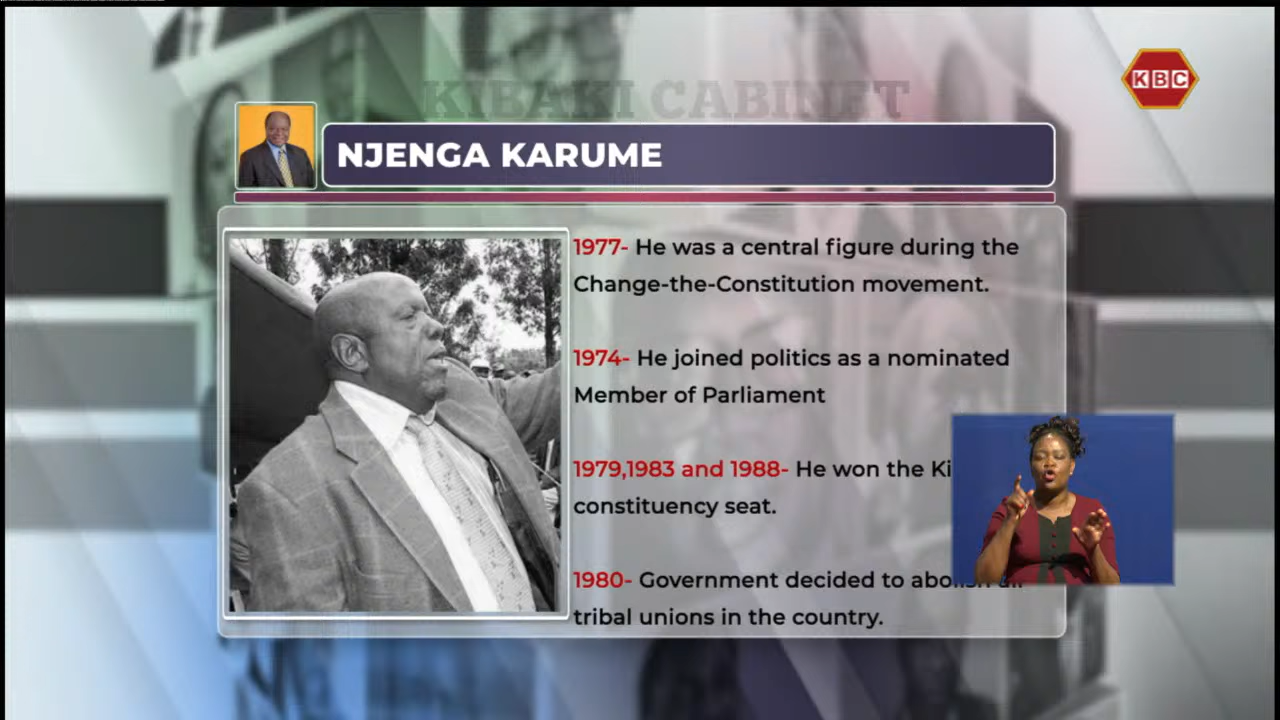 KIBAKI CABINET
KBC
NJENGA KARUME
1977- He was a central figure during the
Change-the-Constitution movement.
1974- He joined politics as a nominated
Member of Parliament
1979,1983 and 1988- He won the
constituency seat.
1980- Government decided to
tribal unions in the country.